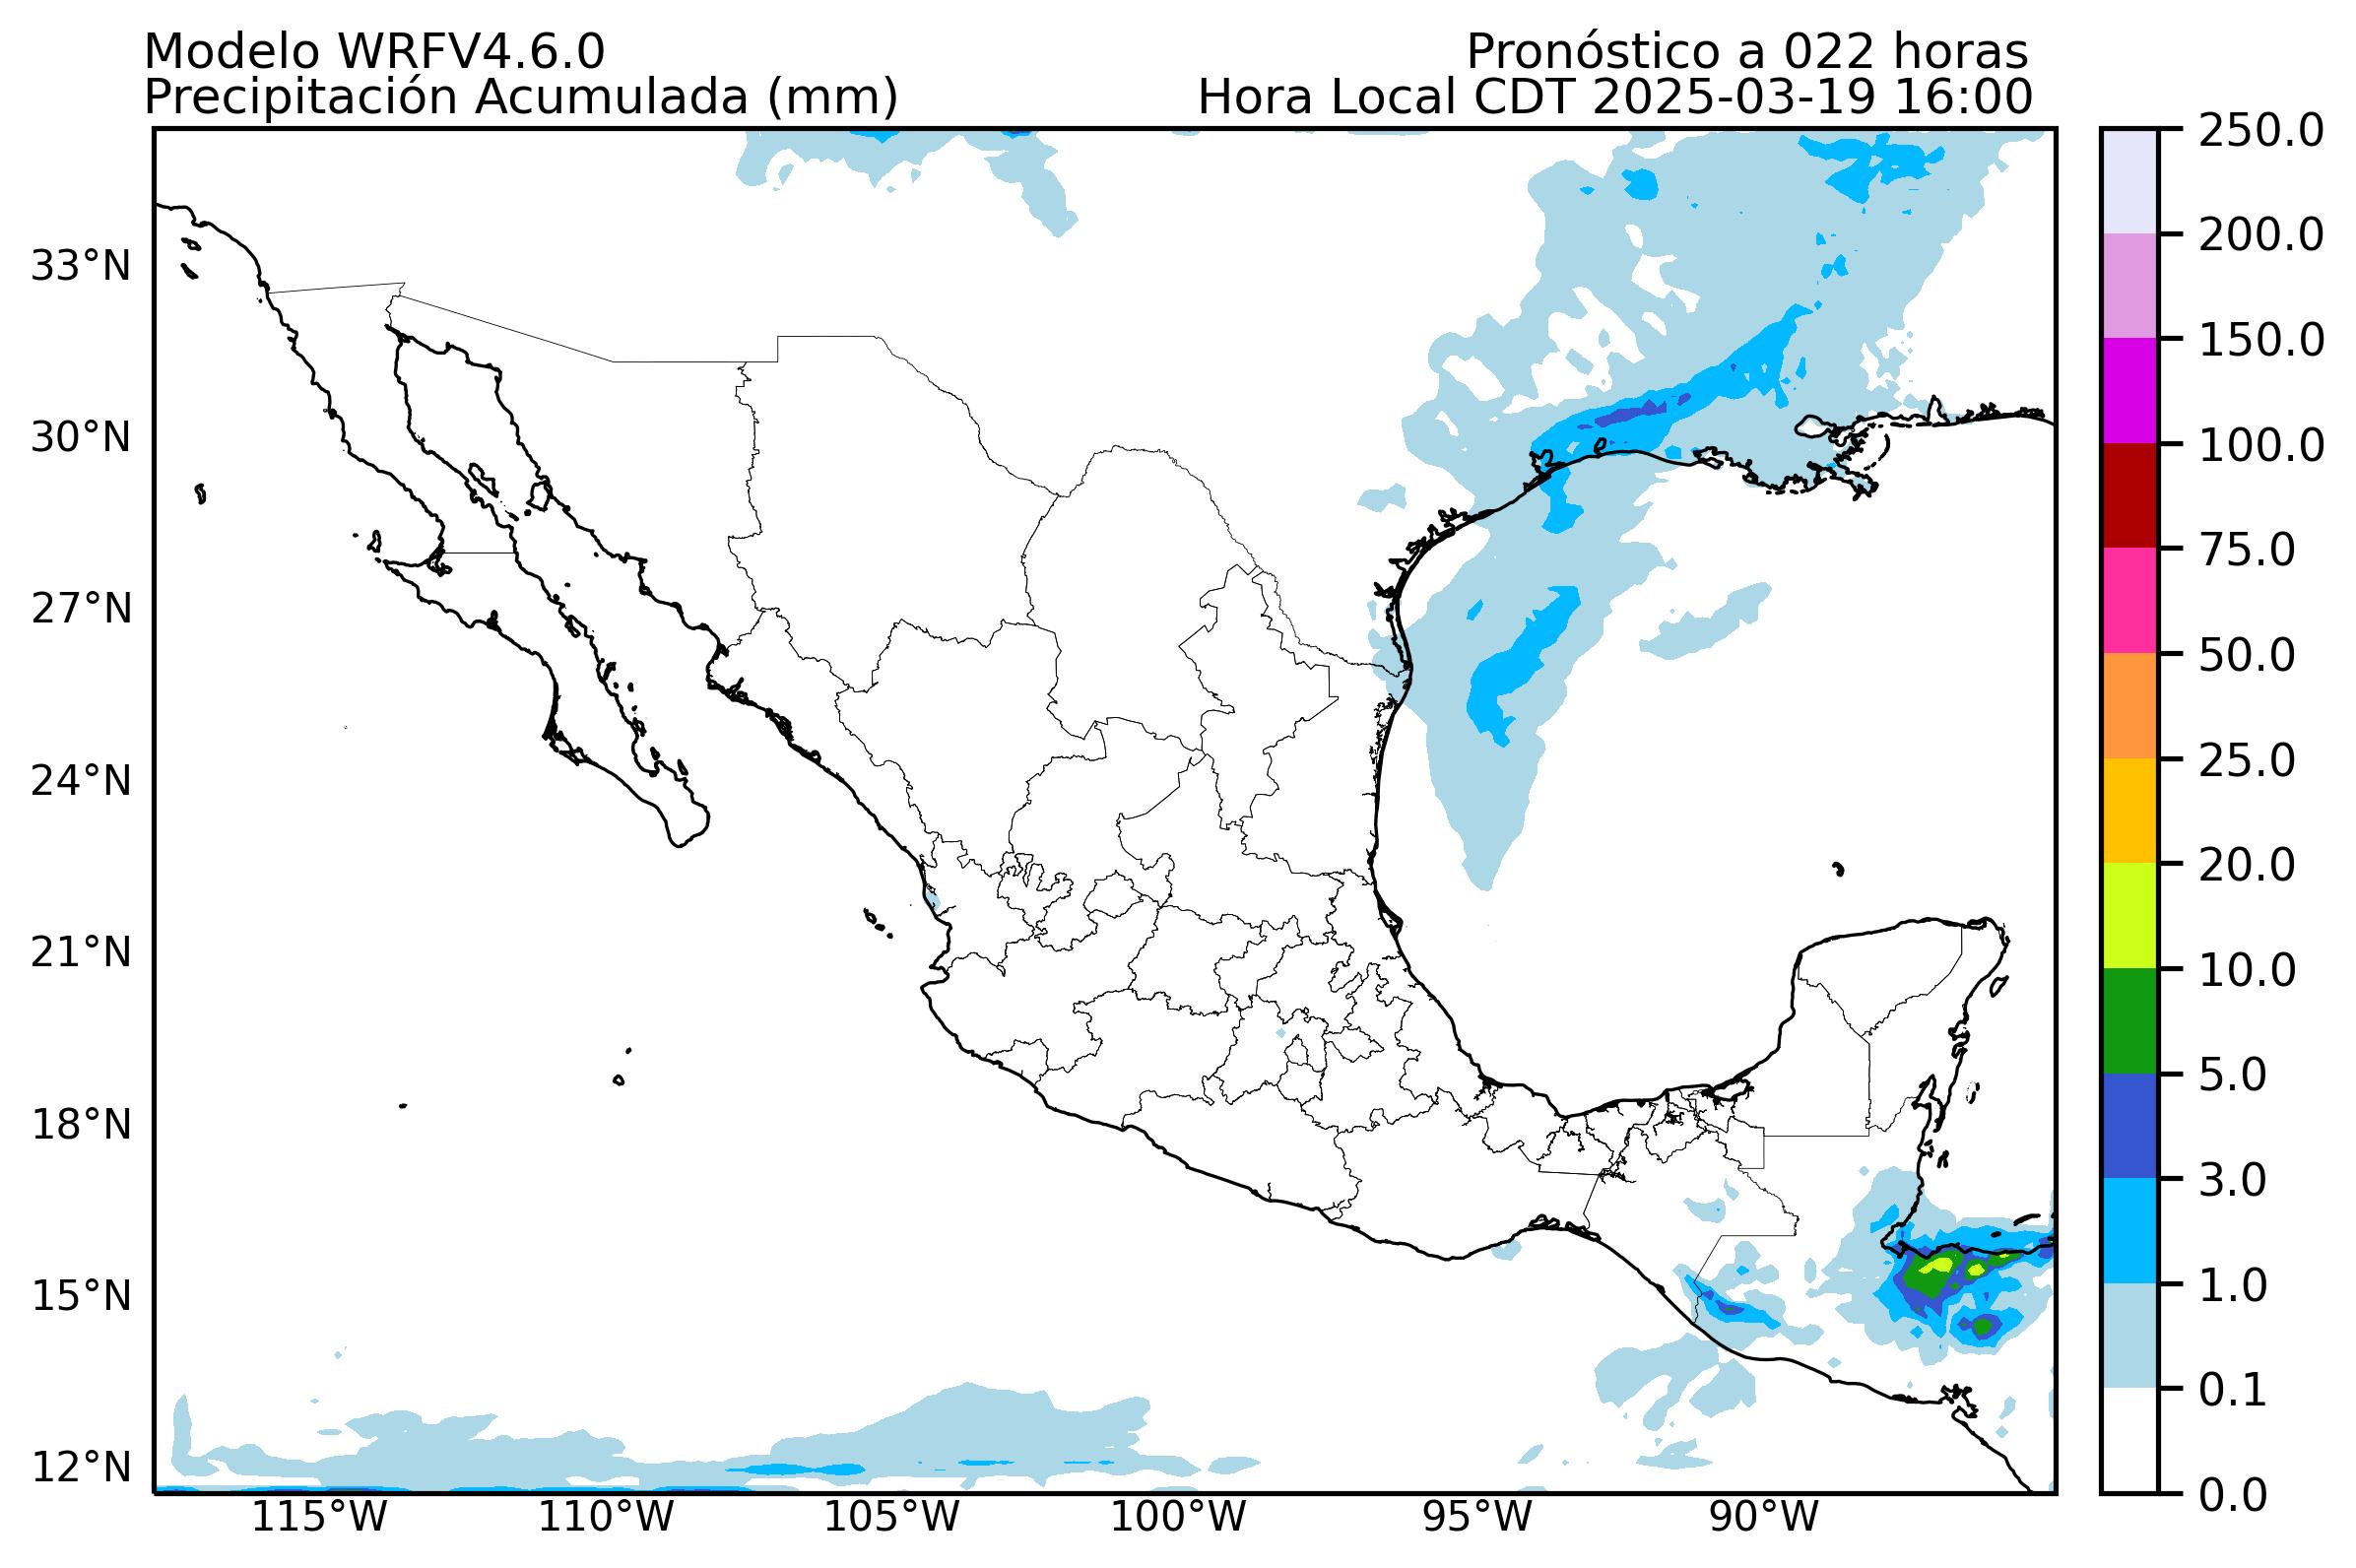 Modelo WRFV4.6.0
Pronóstico a 022 horas
Precipitación Acumulada (mm)
Hora Local CDT 2025-03-19 16:00
33°N
30°N
27°N
24°N
21°N
18°N
15°N
12°N
115°W
110°W
105°W
100°W
95°W
90°W
250.0
200.0
150.0
100.0
75.0
50.0
25.0
20.0
10.0
5.0
3.0
1.0
0.1
0.0